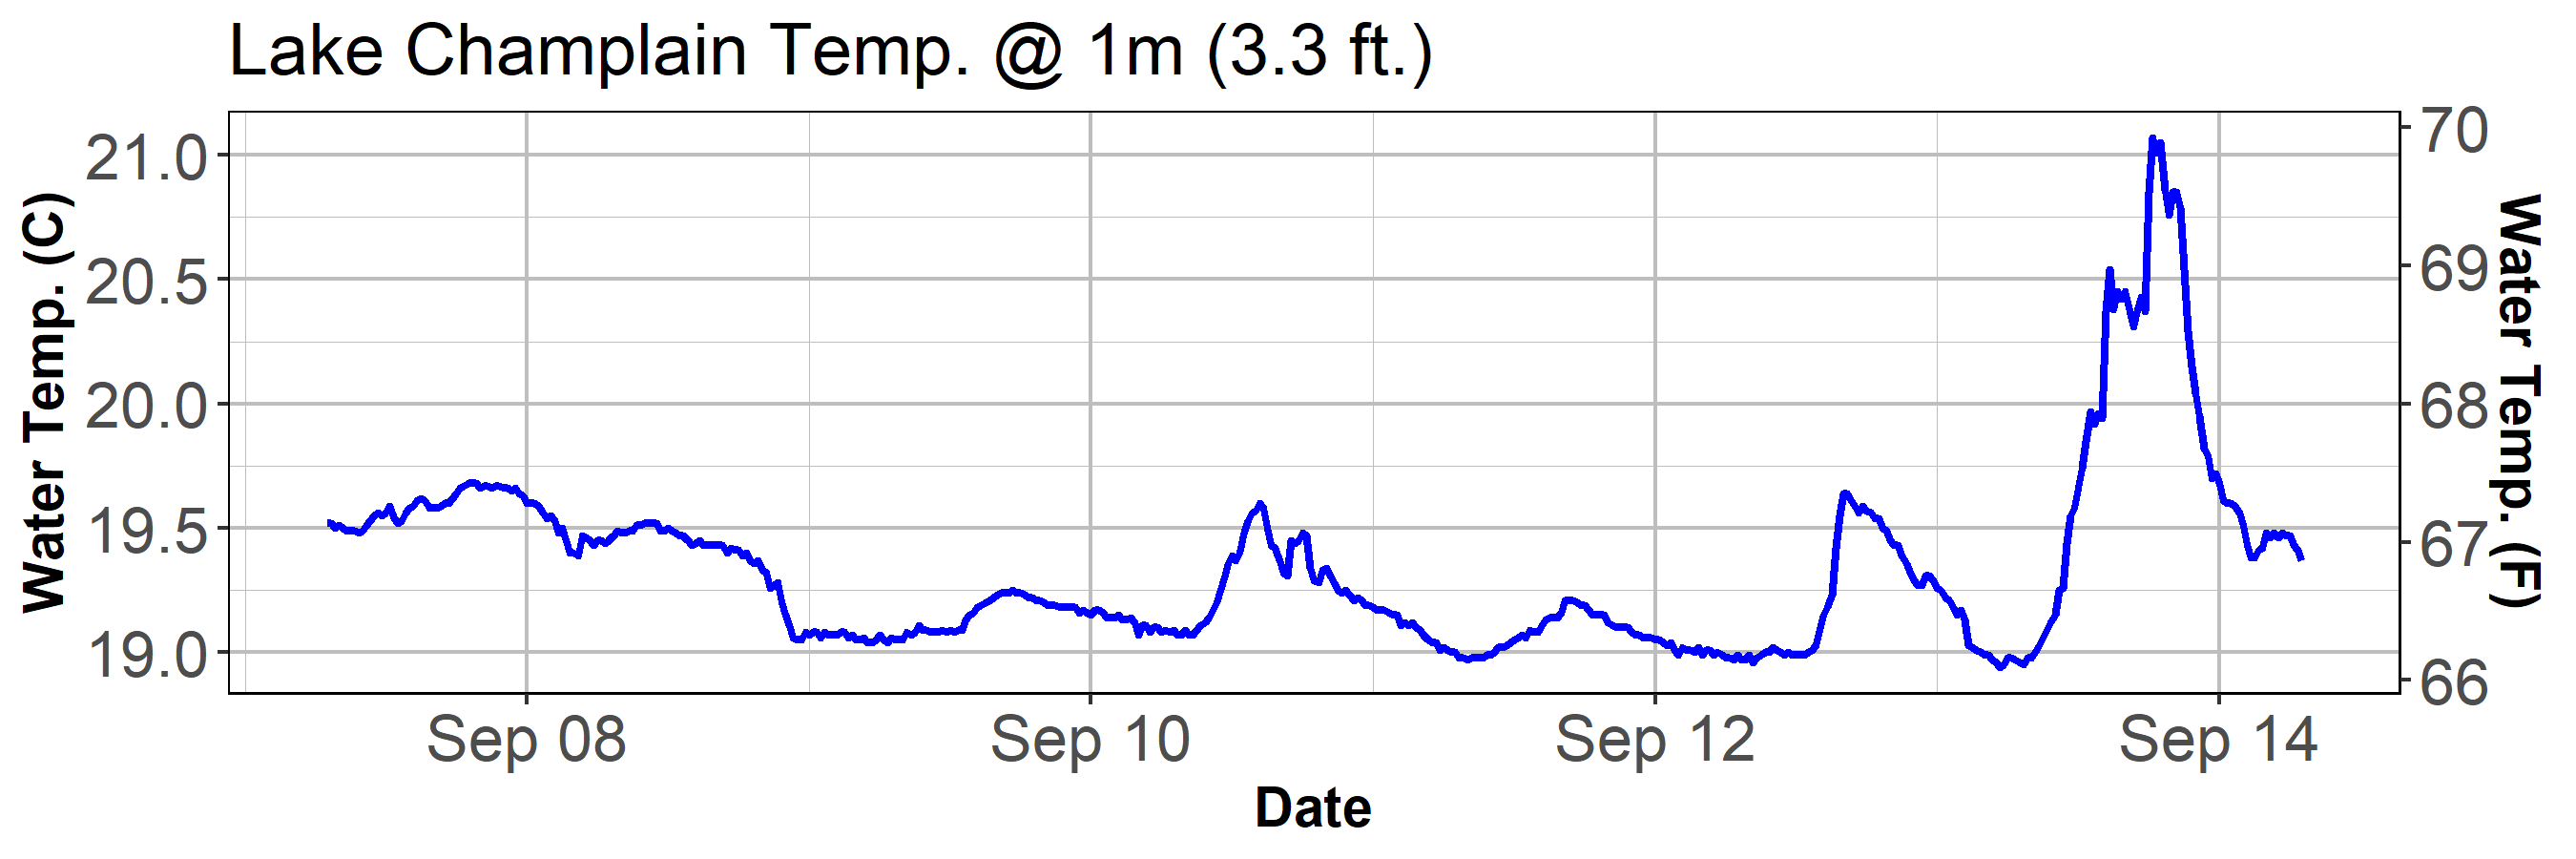 Lake Champlain Temp. @ 1m (3.3 ft.)
Water Temp. (C)
21.0
20.5
20.0
19.5
19.0
70
69
68
67
66
Water Temp. (F)
Sep 08 Sep 10 Sep 12 Sep 14
Date